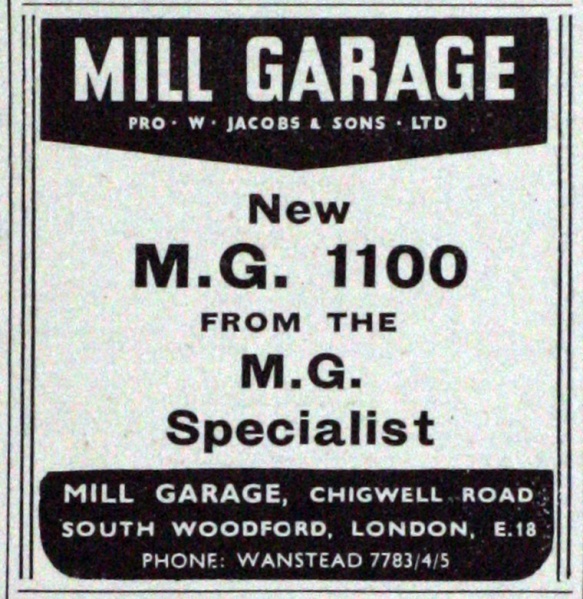 MILL GARAGE
PRO · W · JACOBS & SONS · LTD
New
M.G. 1100
FROM THE
M.G.
Specialist
MILL GARAGE, CHIGWELL ROAD
SOUTH WOODFORD, LONDON, E.18
PHONE: WANSTEAD 7783/4/5